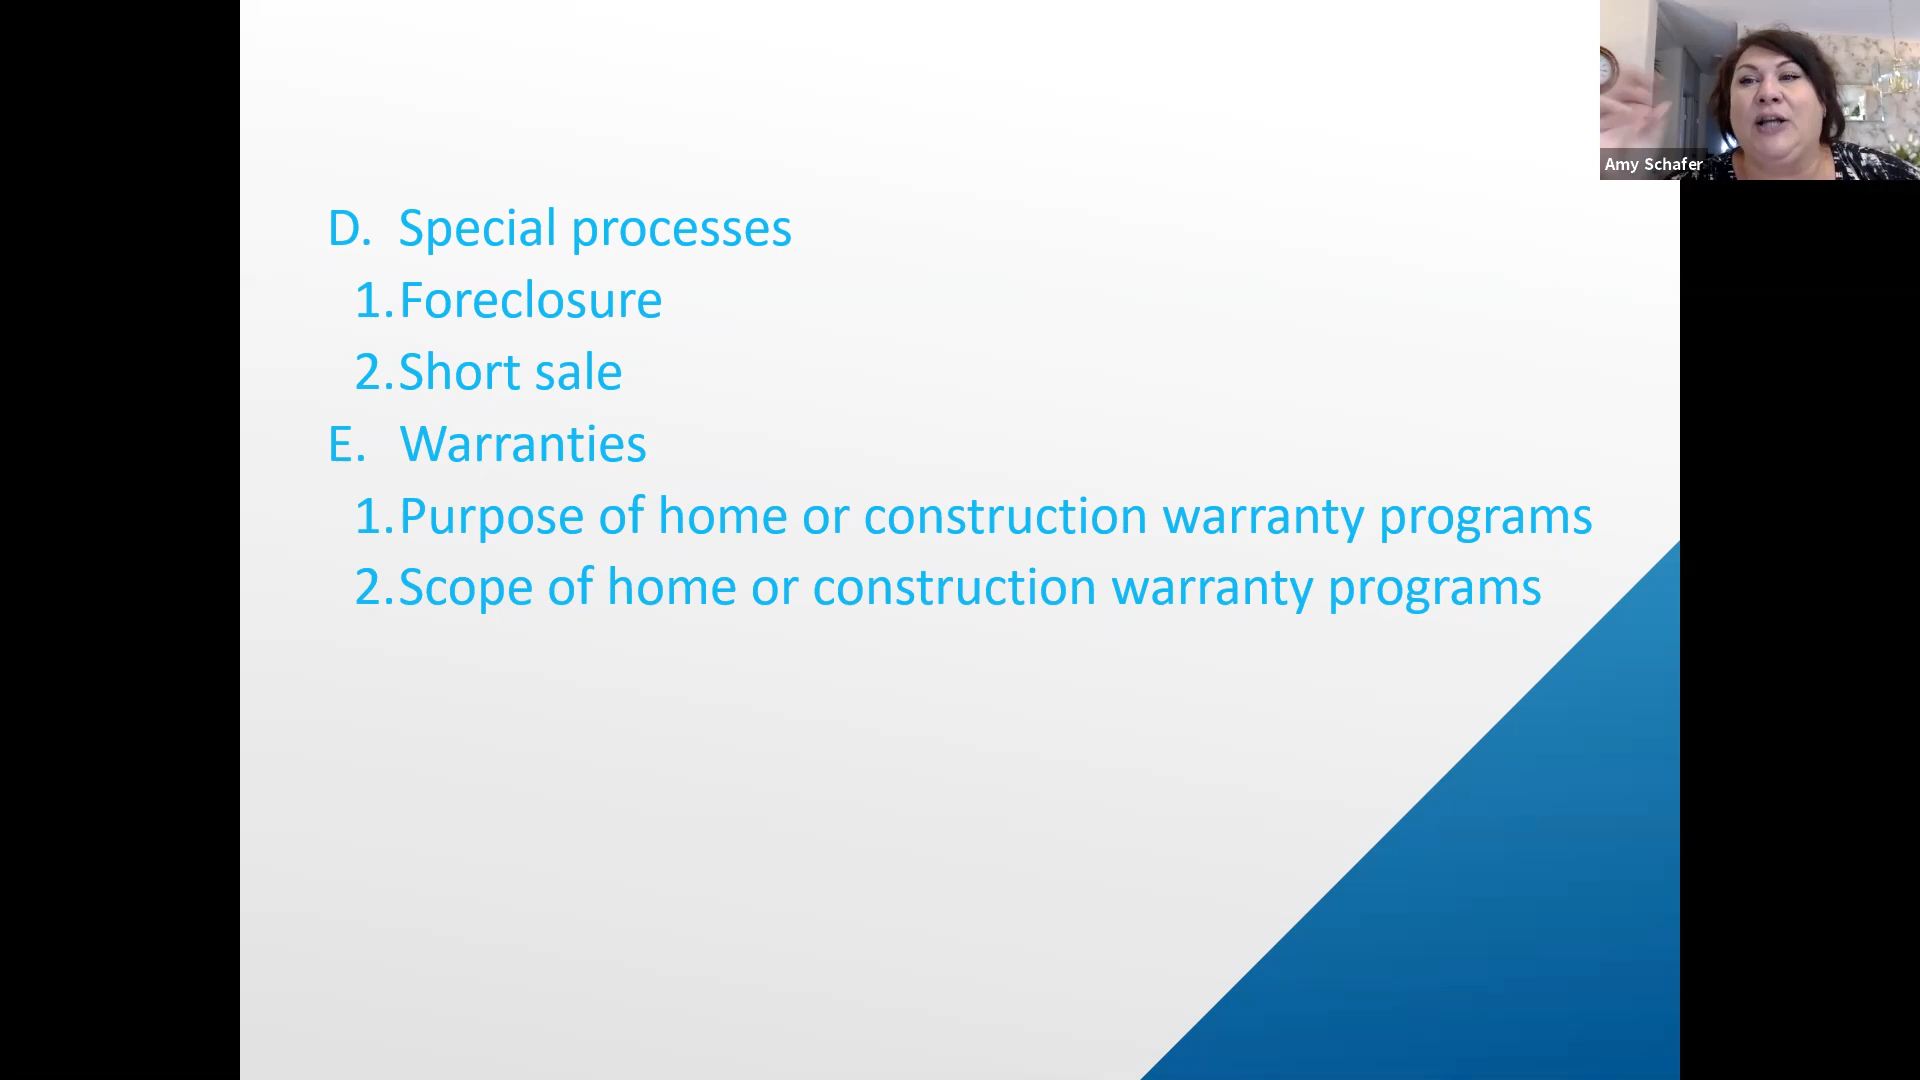 Amy Schafer
D. Special processes
1. Foreclosure
2. Short sale
E. Warranties
1. Purpose of home or construction warranty programs
2. Scope of home or construction warranty programs